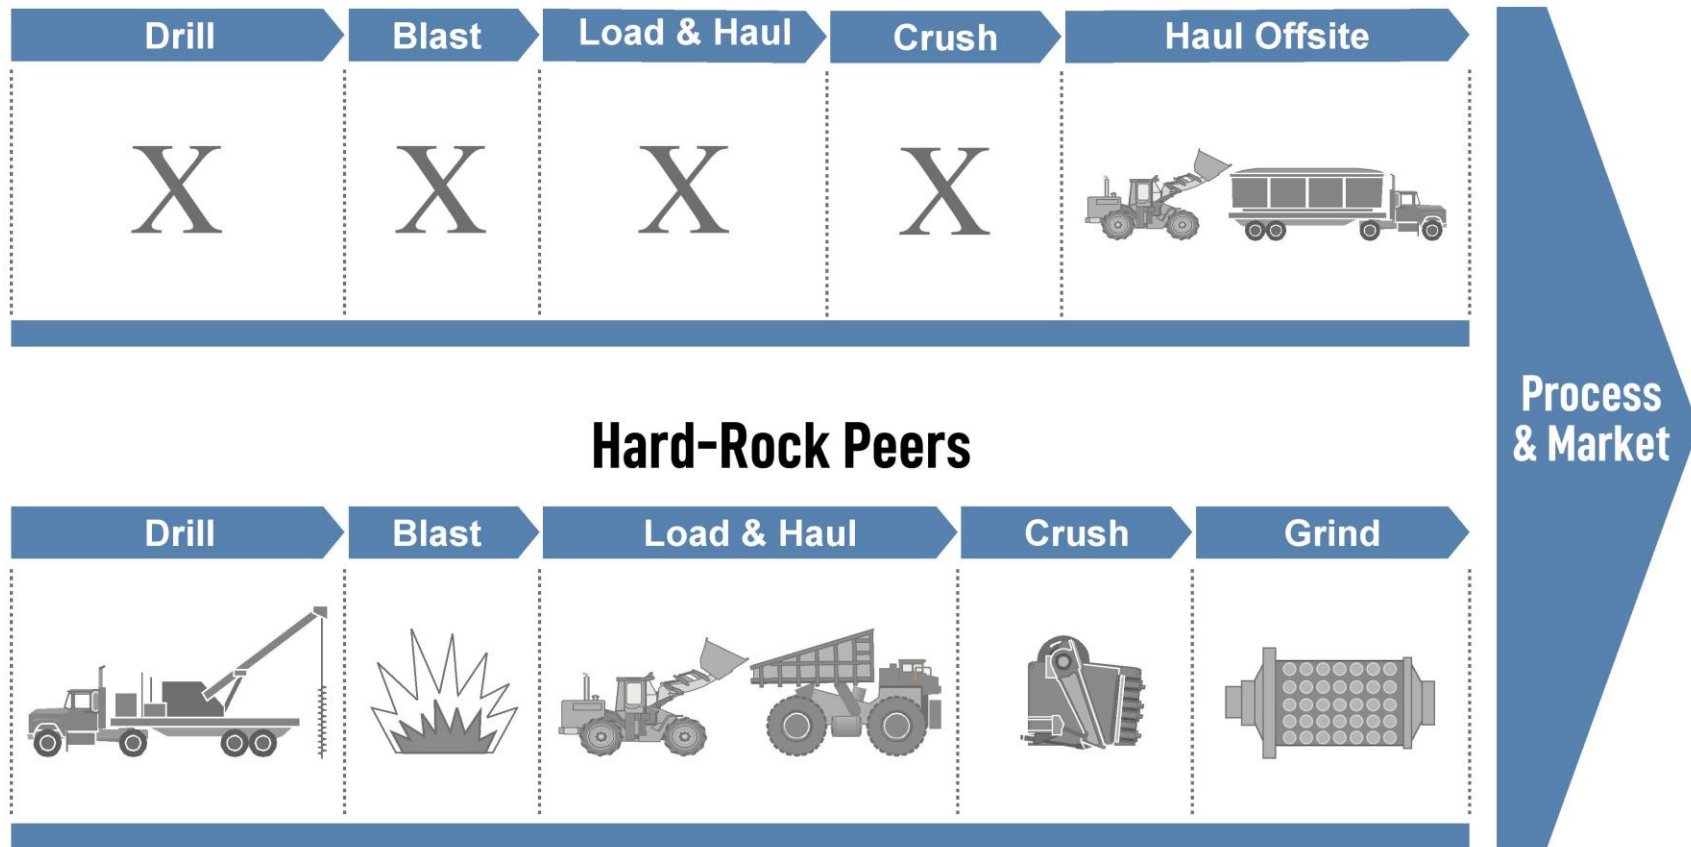 Drill
Blast
Load & Haul
Crush
Haul Offsite
X
X
X
X
Process
& Market
Hard-Rock Peers
Drill
Blast
Load & Haul
Crush
Grind